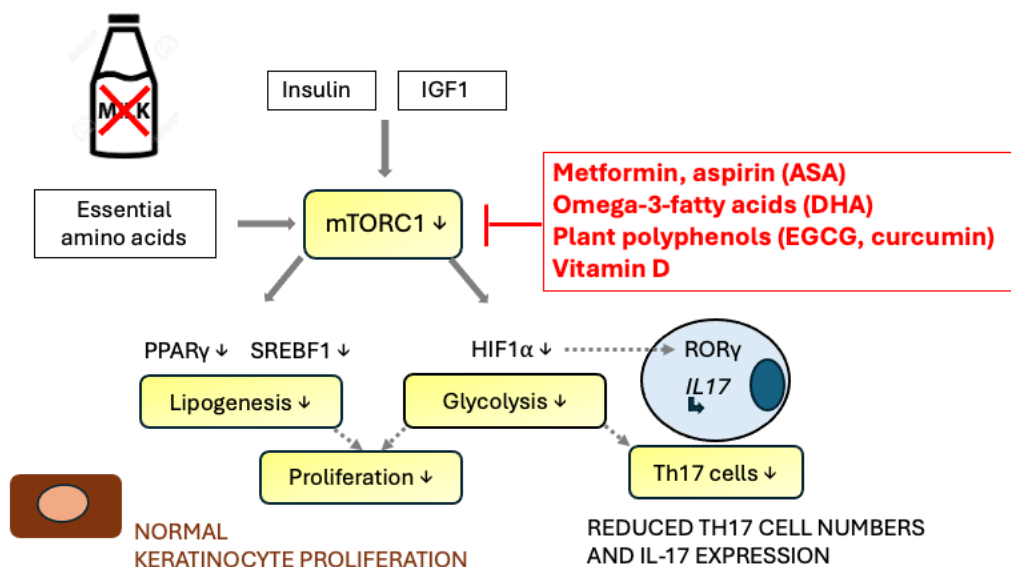 MILK
Insulin
IGF1
Metformin, aspirin (ASA)
Omega-3-fatty acids (DHA)
Plant polyphenols (EGCG, curcumin)
Vitamin D
Essential
amino acids
mTORC1 ↓
PPARγ ↓ SREBF1 ↓
HIF1α ↓
RORγ
IL17
Lipogenesis ↓
Glycolysis ↓
Proliferation ↓
Th17 cells ↓
NORMAL
KERATINOCYTE PROLIFERATION
REDUCED TH17 CELL NUMBERS
AND IL-17 EXPRESSION